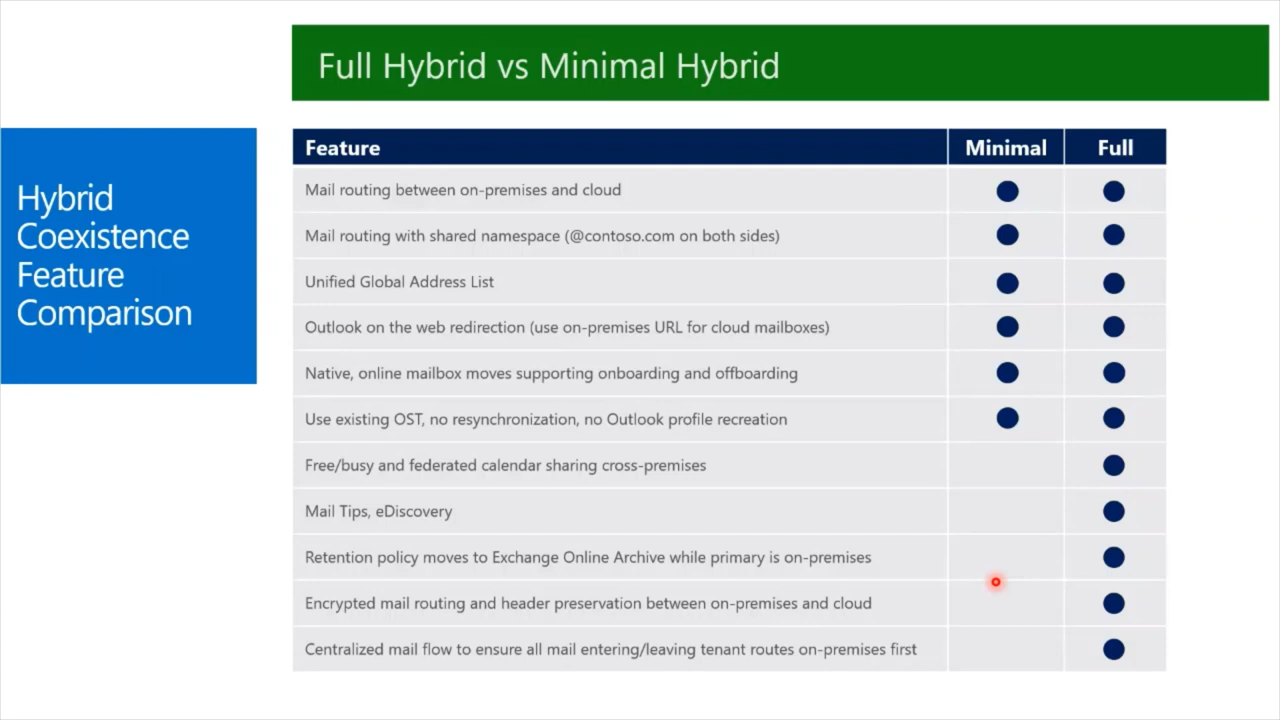 Full Hybrid vs Minimal Hybrid
Hybrid
Coexistence
Feature
Comparison
Feature Minimal Full
Mail routing between on-premises and cloud
Mail routing with shared namespace (@contoso.com on both sides)
Unified Global Address List
Outlook on the web redirection (use on-premises URL for cloud mailboxes)
Native, online mailbox moves supporting onboarding and offboarding
Use existing OST, no resynchronization, no Outlook profile recreation
Free/busy and federated calendar sharing cross-premises
Mail Tips, eDiscovery
Retention policy moves to Exchange Online Archive while primary is on-premises
Encrypted mail routing and header preservation between on-premises and cloud
Centralized mail flow to ensure all mail entering/leaving tenant routes on-premises first